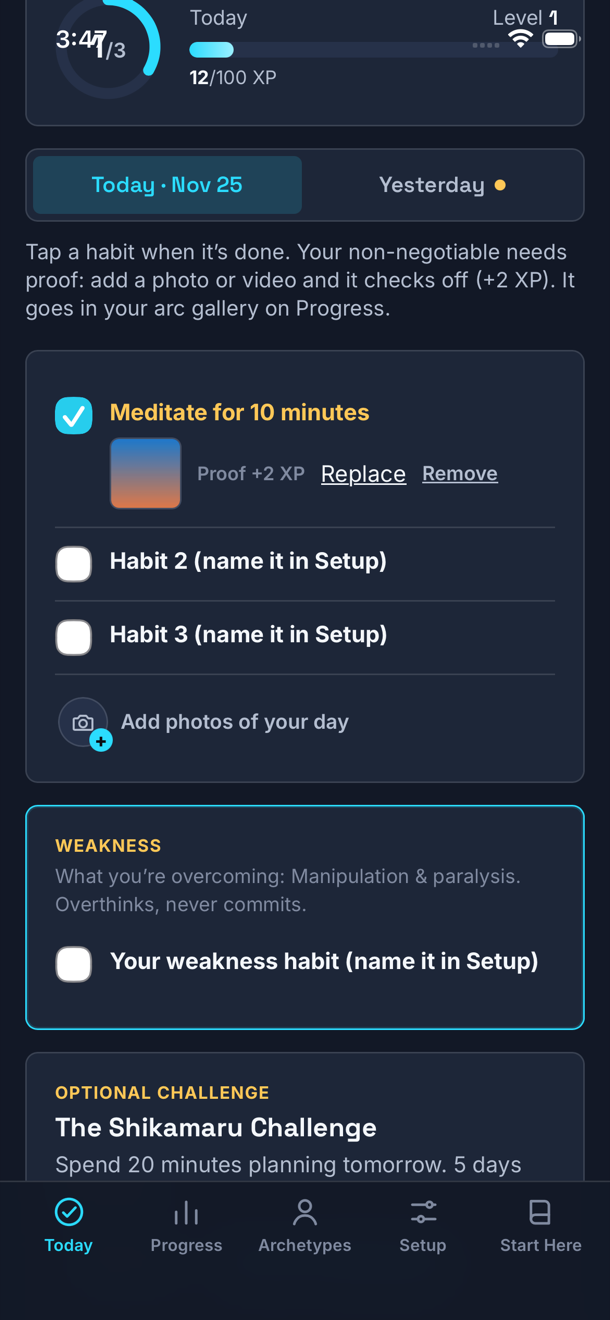 Today
Level 1
3:47
1/3
12/100 XP
Today · Nov 25
Yesterday
Tap a habit when it’s done. Your non-negotiable needs
proof: add a photo or video and it checks off (+2 XP). It
goes in your arc gallery on Progress.
Meditate for 10 minutes
Proof +2 XP Replace Remove
Habit 2 (name it in Setup)
Habit 3 (name it in Setup)
Add photos of your day
WEAKNESS
What you’re overcoming: Manipulation & paralysis.
Overthinks, never commits.
Your weakness habit (name it in Setup)
OPTIONAL CHALLENGE
The Shikamaru Challenge
Spend 20 minutes planning tomorrow. 5 days
Today Progress Archetypes Setup Start Here